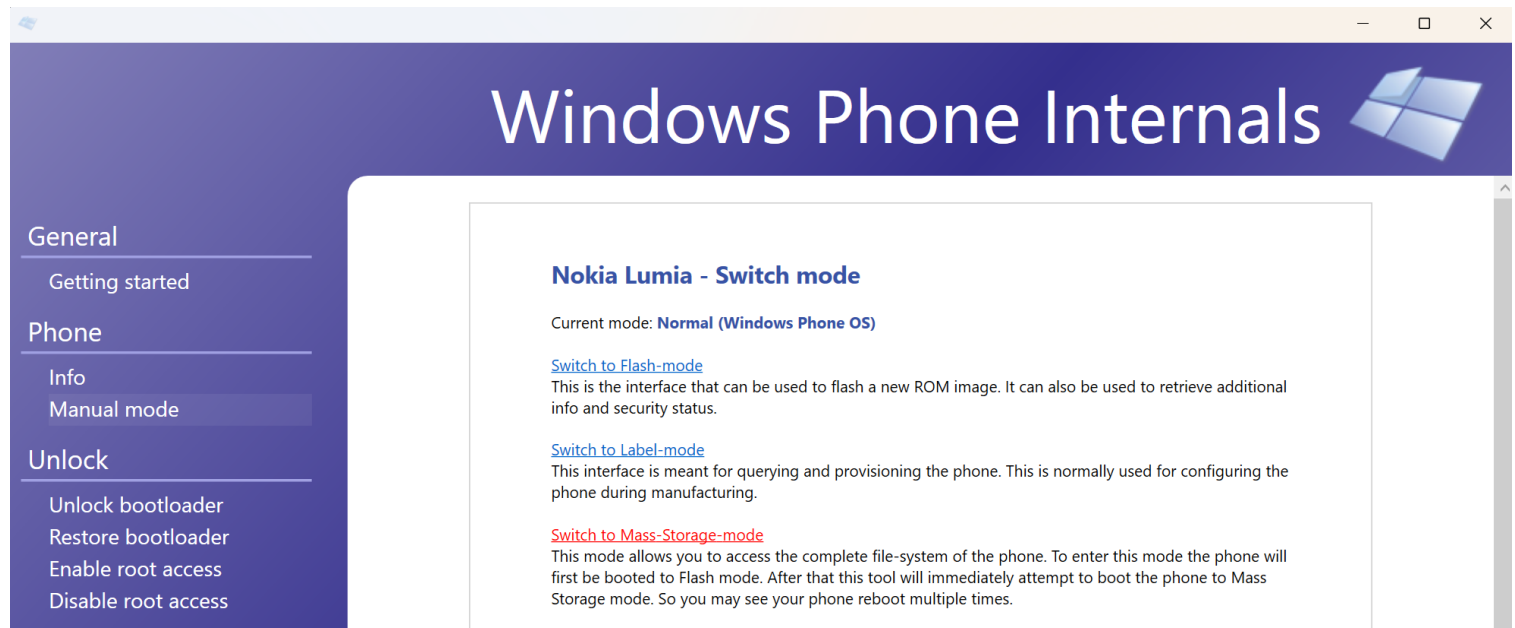 Windows Phone Internals
General
Getting started
Phone
Info
Manual mode
Unlock
Unlock bootloader
Restore bootloader
Enable root access
Disable root access
Nokia Lumia - Switch mode
Current mode: Normal (Windows Phone OS)
Switch to Flash-mode
This is the interface that can be used to flash a new ROM image. It can also be used to retrieve additional
info and security status.
Switch to Label-mode
This interface is meant for querying and provisioning the phone. This is normally used for configuring the
phone during manufacturing.
Switch to Mass-Storage-mode
This mode allows you to access the complete file-system of the phone. To enter this mode the phone will
first be booted to Flash mode. After that this tool will immediately attempt to boot the phone to Mass
Storage mode. So you may see your phone reboot multiple times.